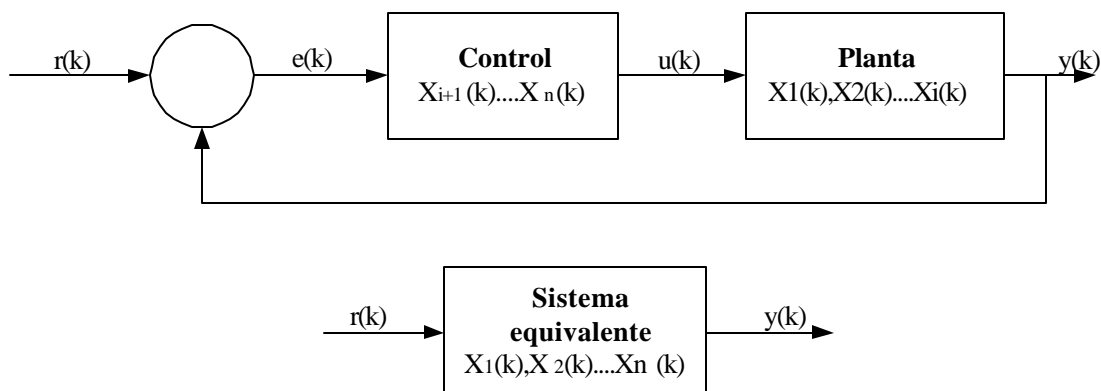 r(k)
e(k)
Control
Xi+1 (k)....X n (k)
u(k)
Planta
X1(k),X2(k)....Xi(k)
y(k)
r(k)
Sistema
equivalente
X1(k),X 2(k)....Xn (k)
y(k)